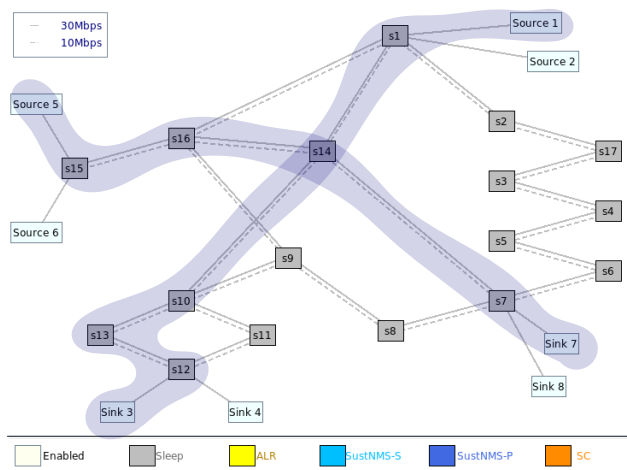 30Mbps
10Mbps
Source 1
s1
Source 2
Source 5
s2
s16
s14
s17
s15
s3
s4
Source 6
s5
s9
s6
s10
s7
s8
s13
s11
Sink 7
s12
Sink 8
Sink 3
Sink 4
Enabled
Sleep
ALR
SustNMS-S
SustNMS-P
SC